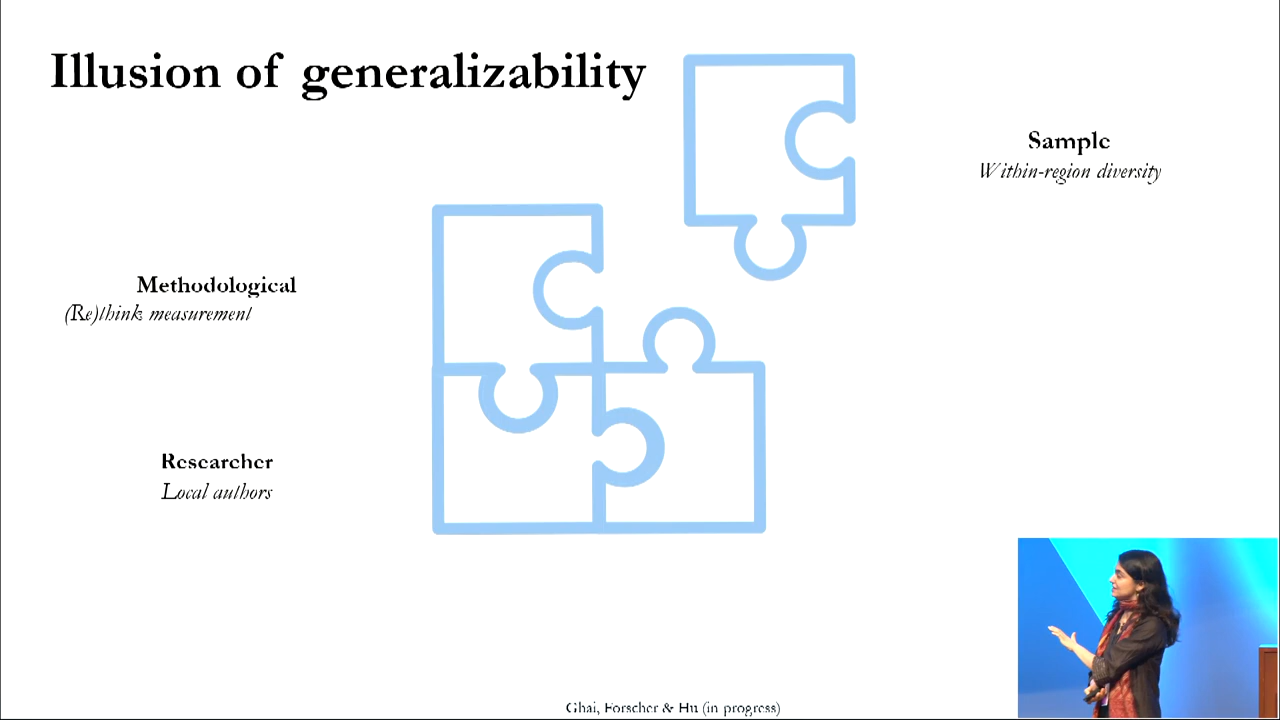 Illusion of generalizability
Sample
Within-region diversity
Methodological
(Re)think measurement
Researcher
Local authors
Ghai, Forscher & Hu (in progress)